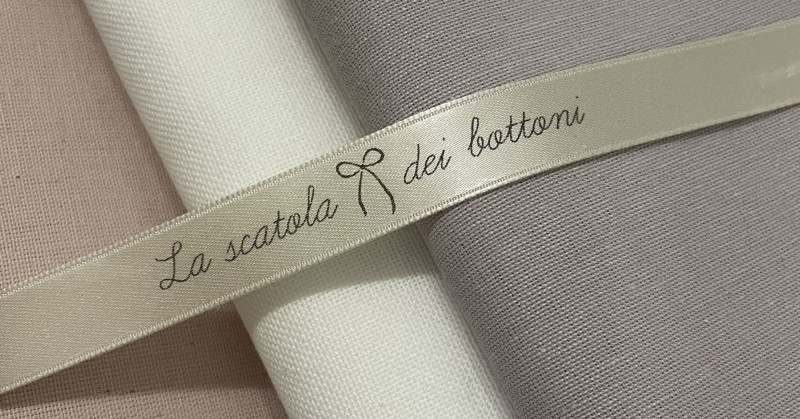 La scatola dei bottoni